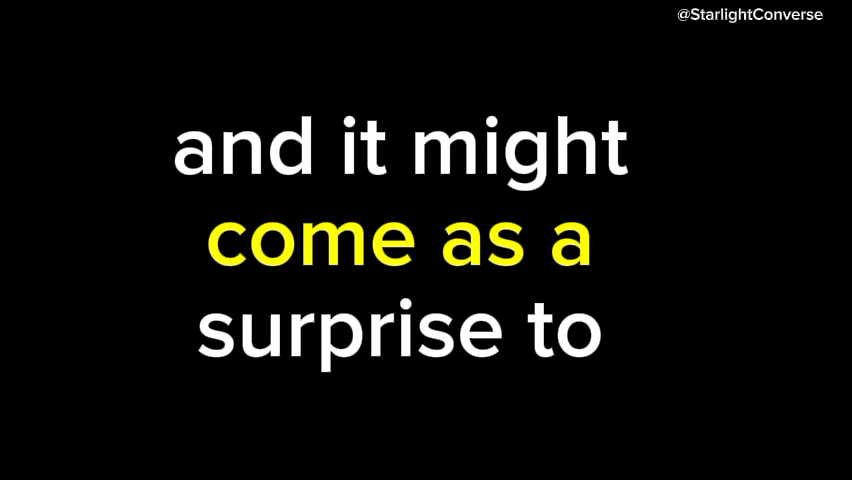 @StarlightConverse
and it might
come as a
surprise to